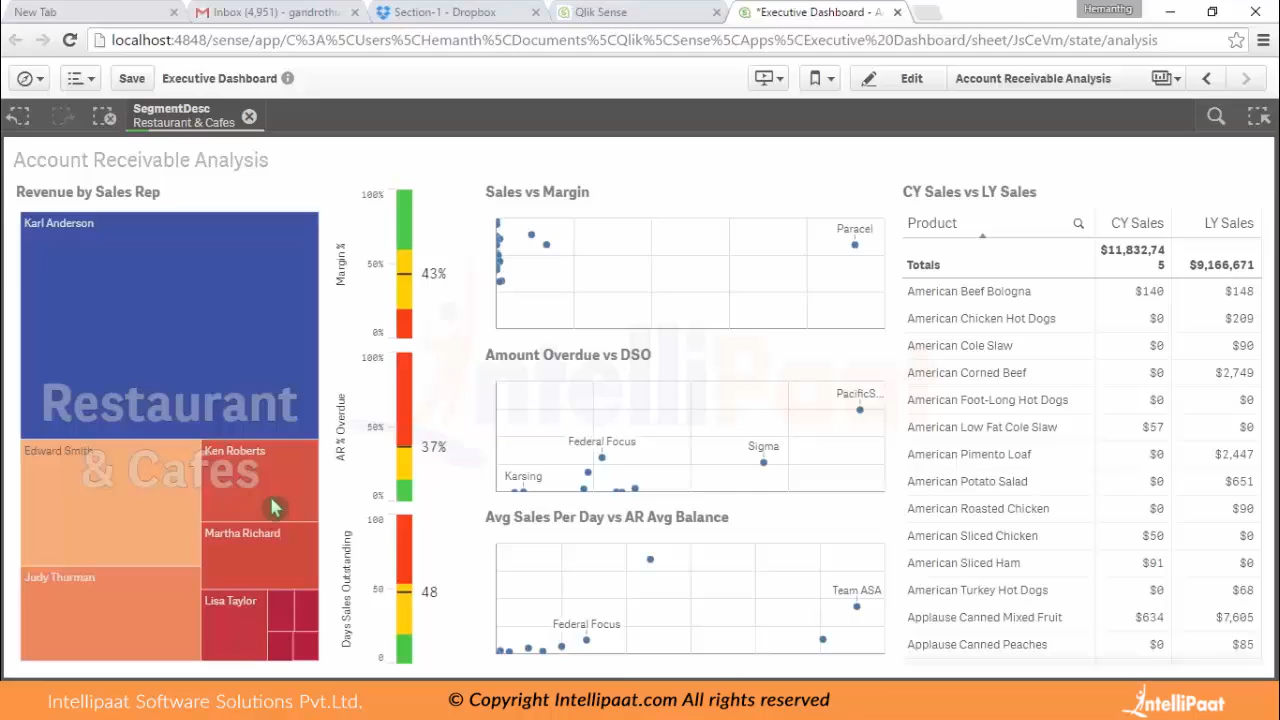 New Tab
Inbox (4,951) - gandrothu
Section-1 - Dropbox
Qlik Sense
*Executive Dashboard - A
Hemanthg
localhost:4848/sense/app/C%3A%5CUsers%5CHemanth%5CDocuments%5CQlik%5CSense%5CApps%5CExecutive%20Dashboard/sheet/JsCeVm/state/analysis
Save
Executive Dashboard
Edit
Account Receivable Analysis
SegmentDesc
Restaurant & Cafes
Account Receivable Analysis
Revenue by Sales Rep
Karl Anderson
Restaurant
& Cafes
Edward Smith
Ken Roberts
Martha Richard
Judy Thurman
Lisa Taylor
Margin %
100%
50%
0%
43%
AR % Overdue
100%
50%
0%
37%
Days Sales Outstanding
100
50
0
48
Sales vs Margin
Paracel
Amount Overdue vs DSO
PacificS...
Federal Focus
Sigma
Karsing
Avg Sales Per Day vs AR Avg Balance
Team ASA
Federal Focus
IntelliPaat
CY Sales vs LY Sales
Product CY Sales LY Sales
Totals $11,832,745 $9,166,671
American Beef Bologna $140 $148
American Chicken Hot Dogs $0 $209
American Cole Slaw $0 $90
American Corned Beef $0 $2,749
American Foot-Long Hot Dogs $0 $0
American Low Fat Cole Slaw $57 $0
American Pimento Loaf $0 $2,447
American Potato Salad $0 $651
American Roasted Chicken $0 $90
American Sliced Chicken $50 $0
American Sliced Ham $91 $0
American Turkey Hot Dogs $0 $68
Applause Canned Mixed Fruit $634 $7,605
Applause Canned Peaches $0 $85
Intellipaat Software Solutions Pvt.Ltd.
© Copyright Intellipaat.com All rights reserved
IntelliPaat